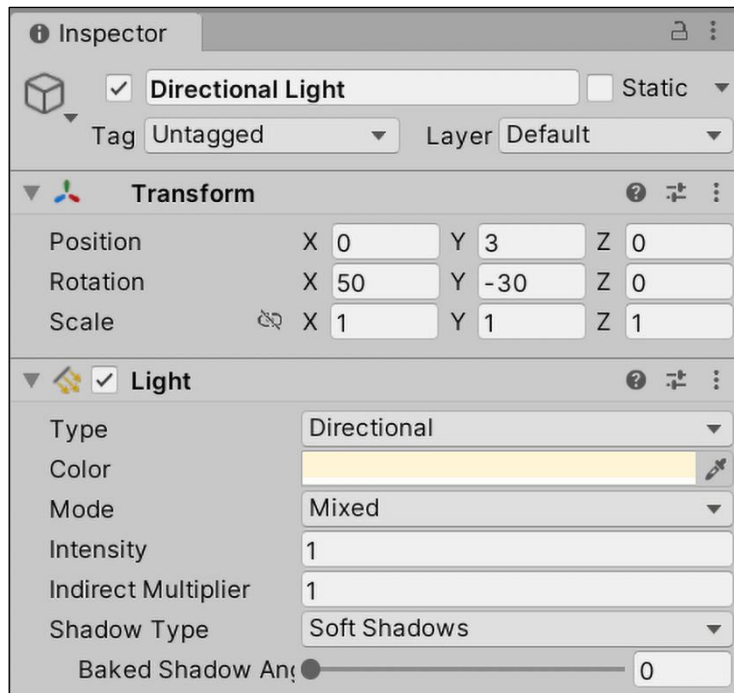 Inspector
Directional Light Static
Tag Untagged Layer Default
Transform
Position X 0 Y 3 Z 0
Rotation X 50 Y -30 Z 0
Scale X 1 Y 1 Z 1
Light
Type Directional
Color
Mode Mixed
Intensity 1
Indirect Multiplier 1
Shadow Type Soft Shadows
Baked Shadow Ang 0